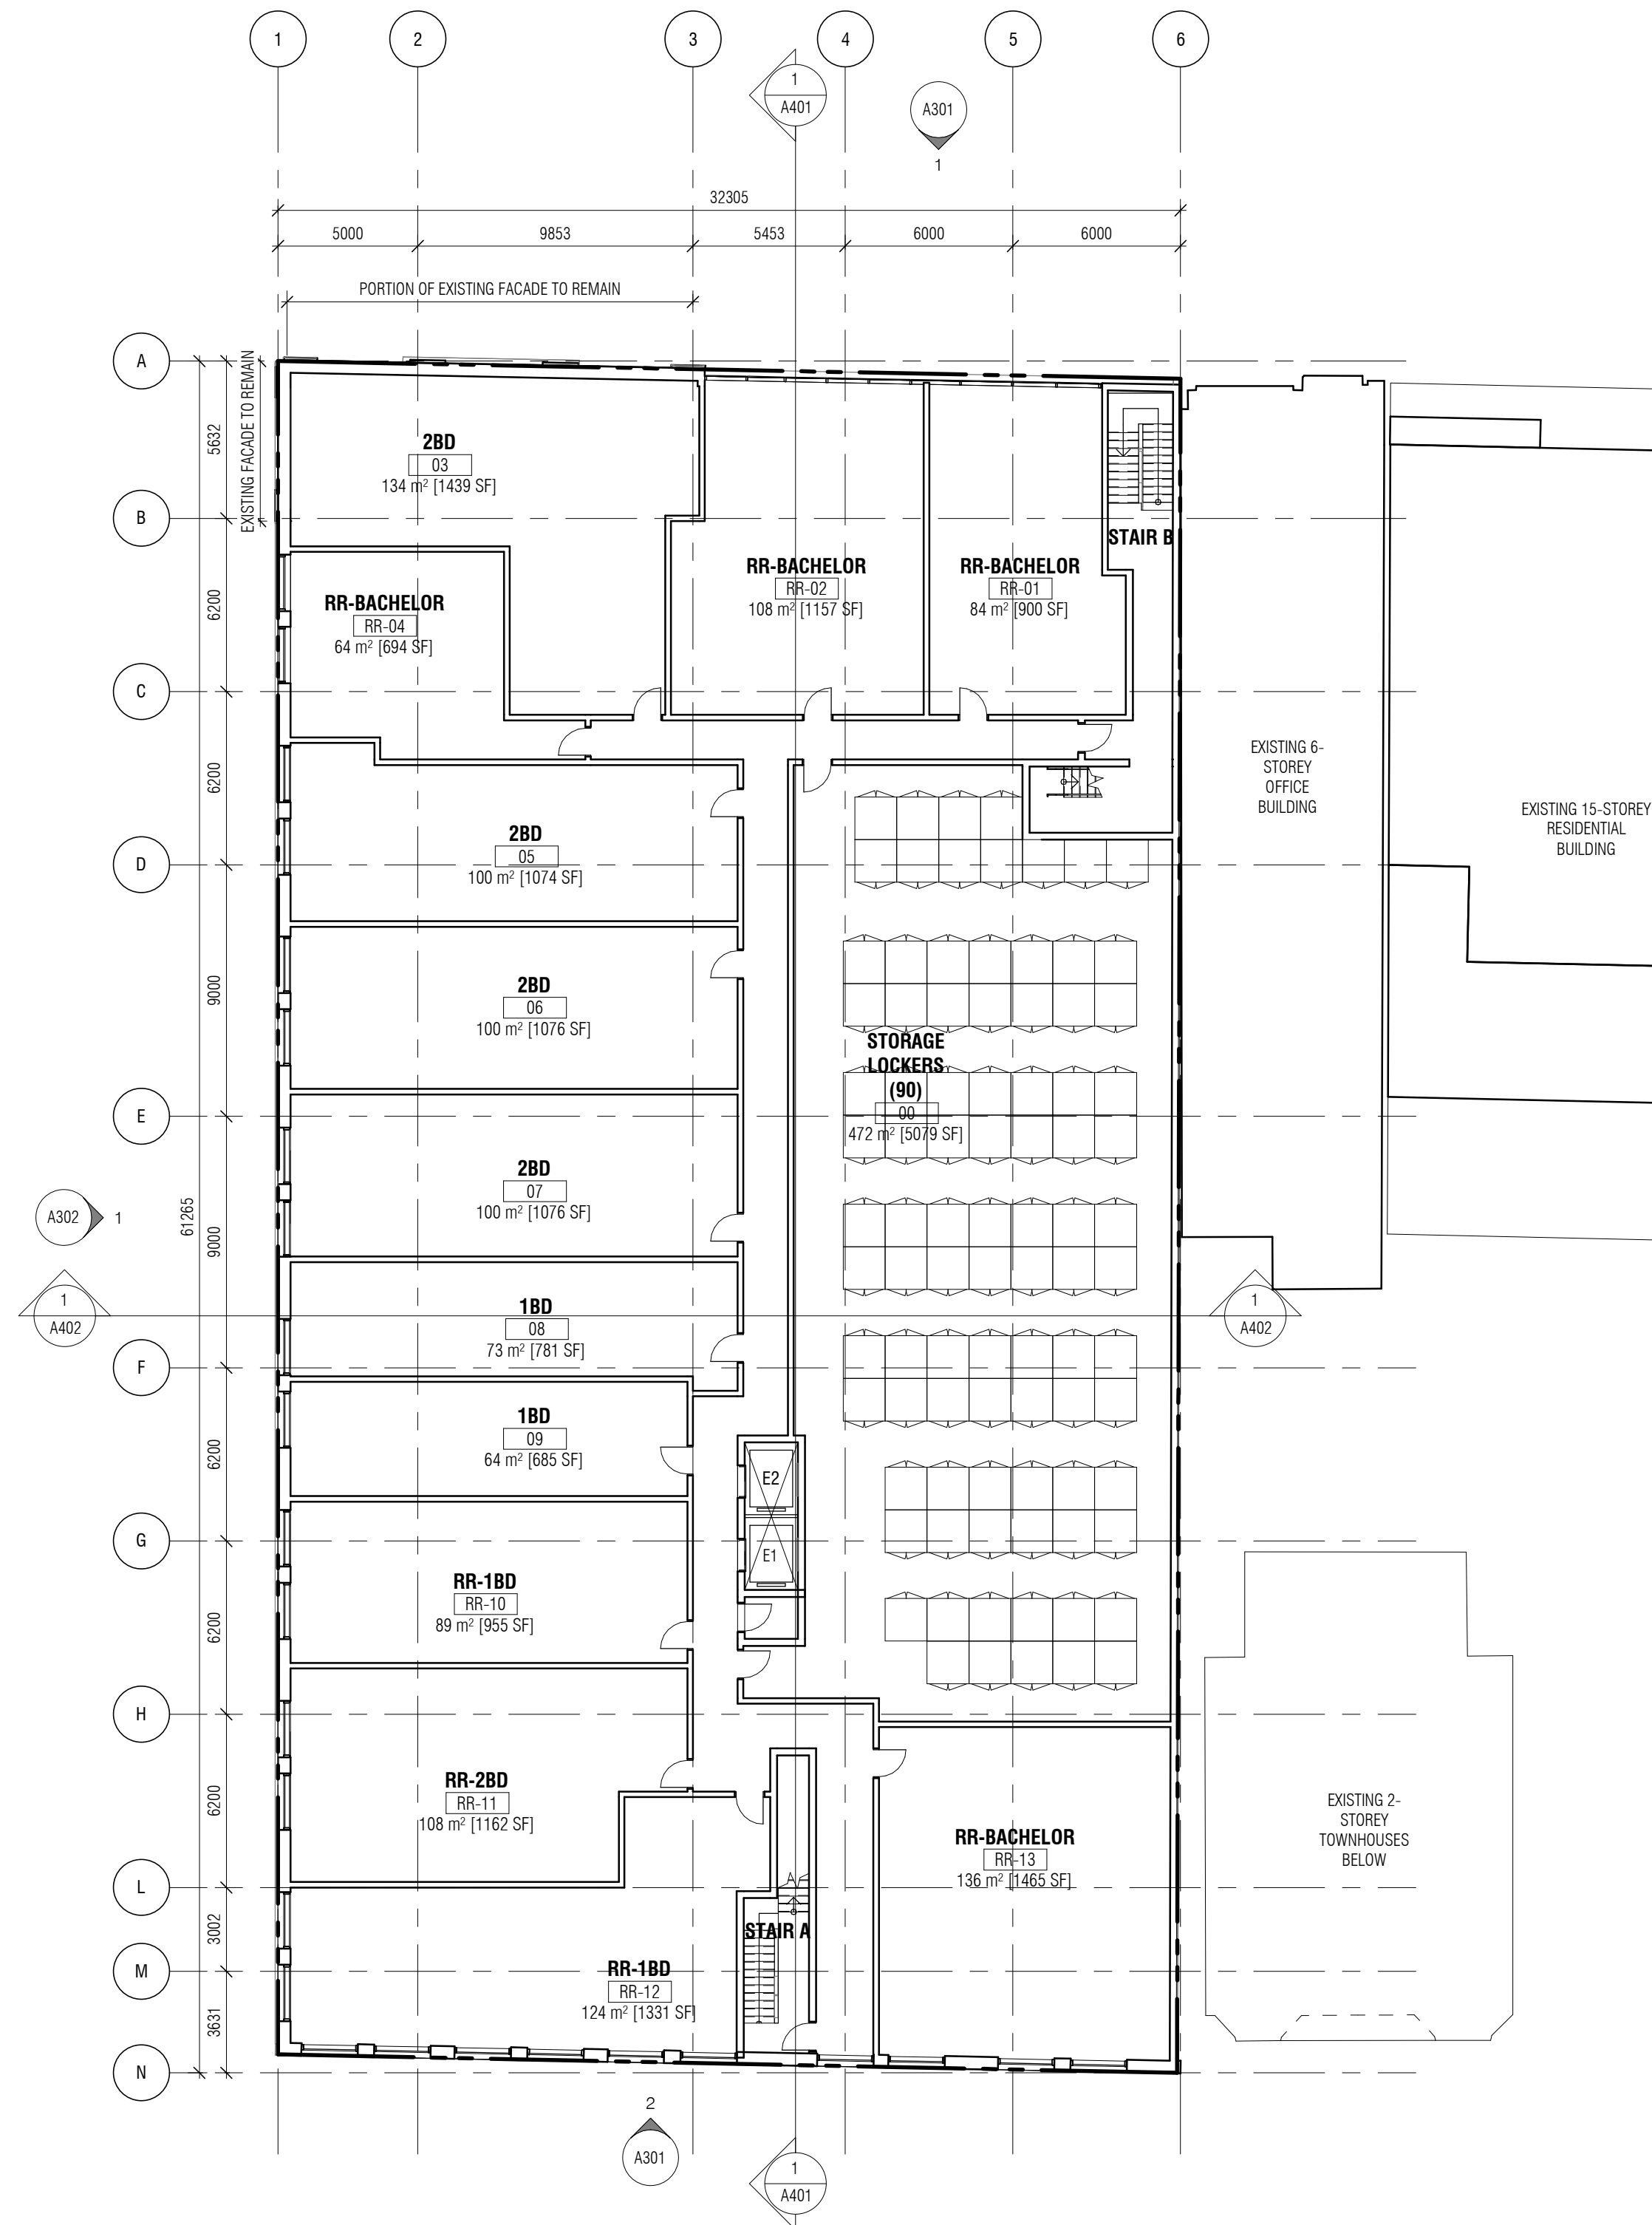 1
2
3
4
5
6
1
A401
A301
1
32305
5000
9853
5453
6000
6000
PORTION OF EXISTING FACADE TO REMAIN
EXISTING FACADE TO REMAIN
A
B
C
D
E
F
G
H
L
M
N
5632
6200
6200
9000
9000
6200
6200
6200
3002
3631
61265
2BD
03
134 m² [1439 SF]
RR-BACHELOR
RR-02
108 m² [1157 SF]
RR-BACHELOR
RR-01
84 m² [900 SF]
STAIR B
RR-BACHELOR
RR-04
64 m² [694 SF]
2BD
05
100 m² [1074 SF]
2BD
06
100 m² [1076 SF]
STORAGE
LOCKERS
(90)
00
472 m² [5079 SF]
2BD
07
100 m² [1076 SF]
1BD
08
73 m² [781 SF]
1BD
09
64 m² [685 SF]
E2
E1
RR-1BD
RR-10
89 m² [955 SF]
RR-2BD
RR-11
108 m² [1162 SF]
RR-BACHELOR
RR-13
136 m² [1465 SF]
STAIR A
RR-1BD
RR-12
124 m² [1331 SF]
EXISTING 6-
STOREY
OFFICE
BUILDING
EXISTING 15-STOREY
RESIDENTIAL
BUILDING
EXISTING 2-
STOREY
TOWNHOUSES
BELOW
A302
1
1
A402
1
A402
2
A301
1
A401